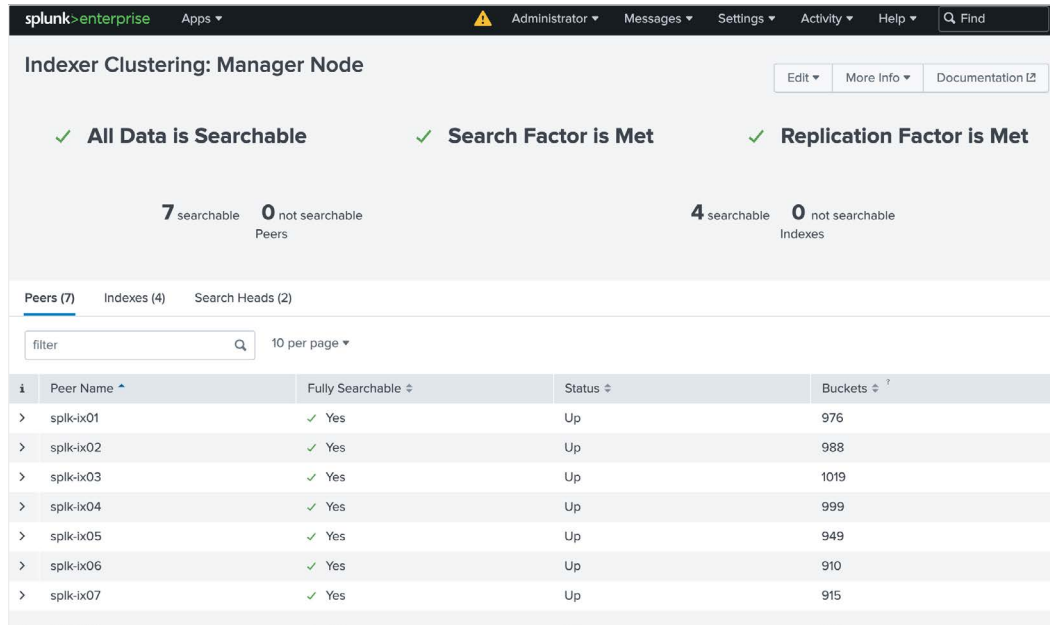 splunk>enterprise Apps Administrator Messages Settings Activity Help Find
Indexer Clustering: Manager Node
Edit More Info Documentation
All Data is Searchable Search Factor is Met Replication Factor is Met
7 searchable 0 not searchable 4 searchable 0 not searchable
Peers Indexes
Peers (7) Indexes (4) Search Heads (2)
filter 10 per page
i Peer Name Fully Searchable Status Buckets ?
> splk-ix01 Yes Up 976
> splk-ix02 Yes Up 988
> splk-ix03 Yes Up 1019
> splk-ix04 Yes Up 999
> splk-ix05 Yes Up 949
> splk-ix06 Yes Up 910
> splk-ix07 Yes Up 915